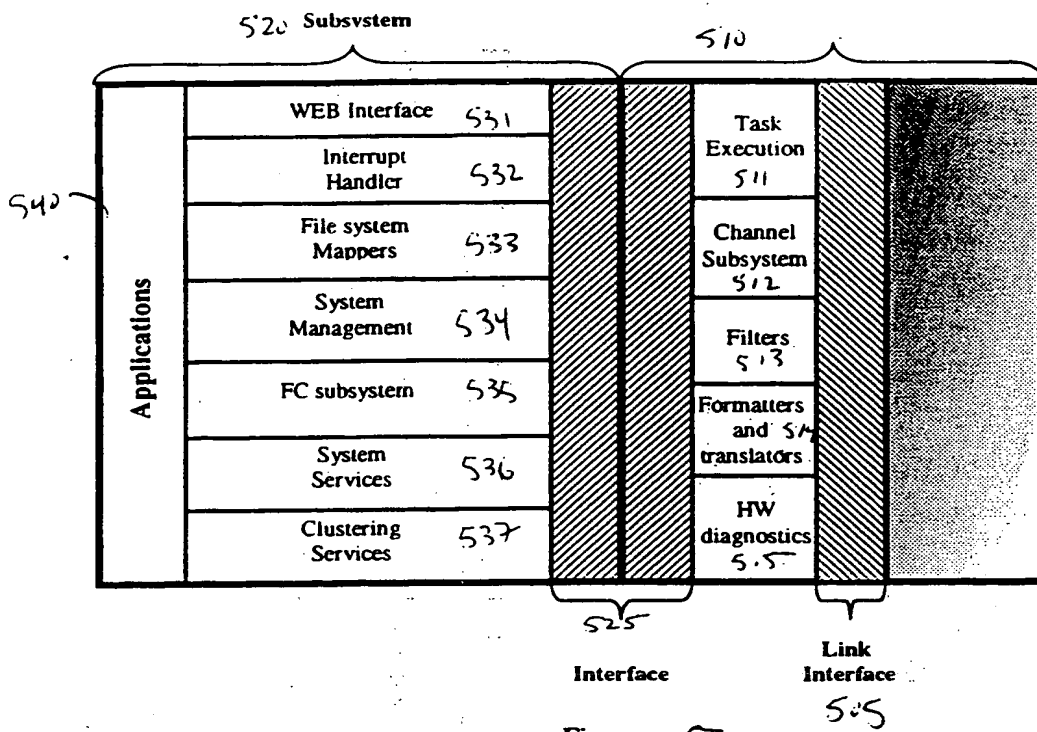 520 Subsystem
510
WEB Interface 531
Interrupt
Handler 532
File system
Mappers 533
System
Management 534
FC subsystem 535
System
Services 536
Clustering
Services 537
540
Applications
Task
Execution
511
Channel
Subsystem
512
Filters
513
Formatters
and 514
translators
HW
diagnostics
515
525
Interface
Link
Interface
505